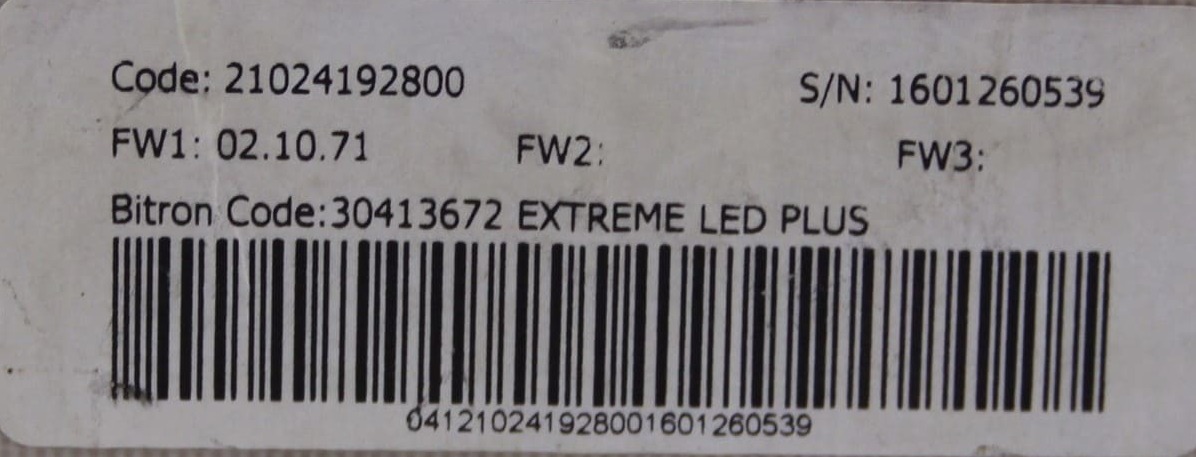 Code: 21024192800 S/N: 1601260539
FW1: 02.10.71 FW2: FW3:
Bitron Code:30413672 EXTREME LED PLUS
041210241928001601260539